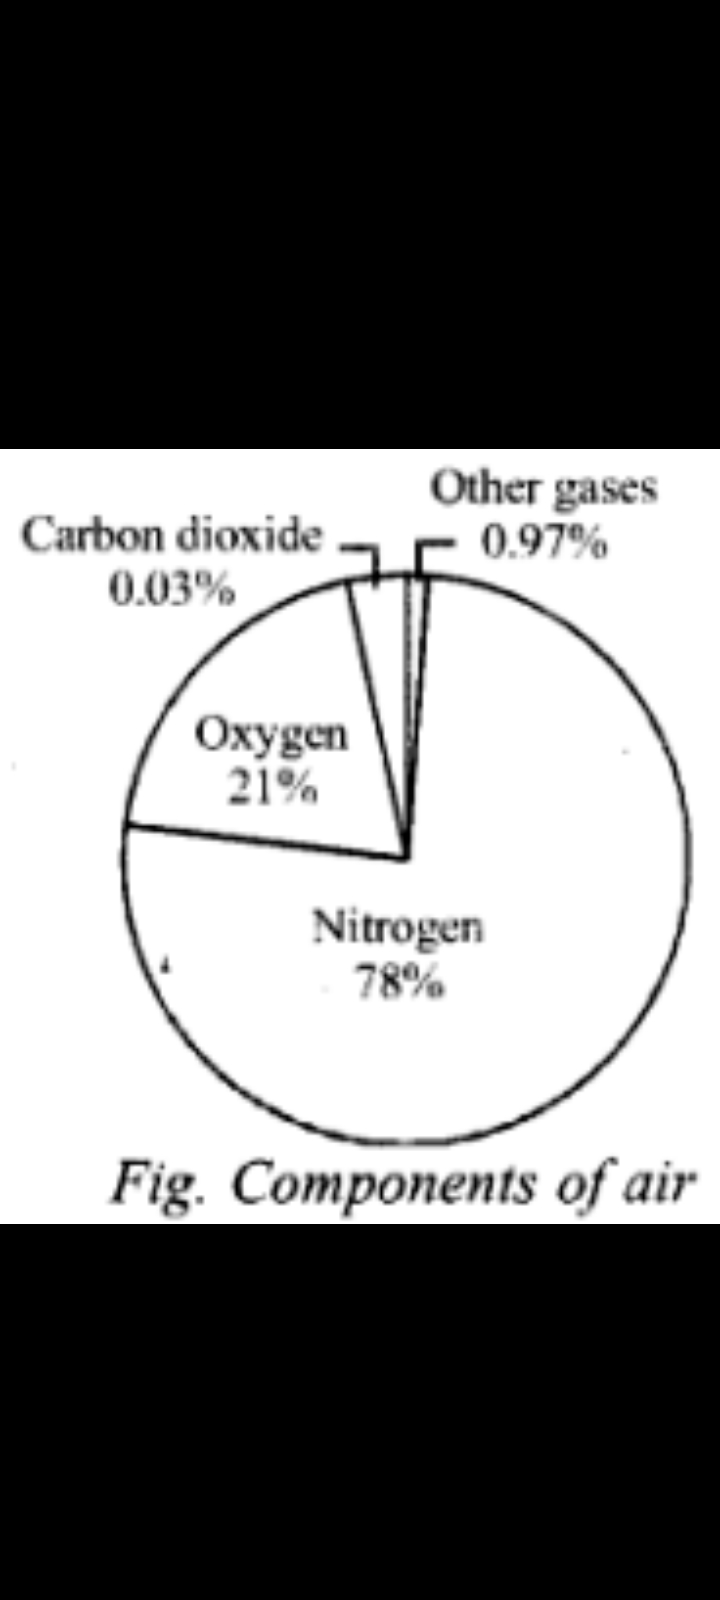 Other gases
0.97%
Carbon dioxide
0.03%
Oxygen
21%
Nitrogen
78%
Fig. Components of air